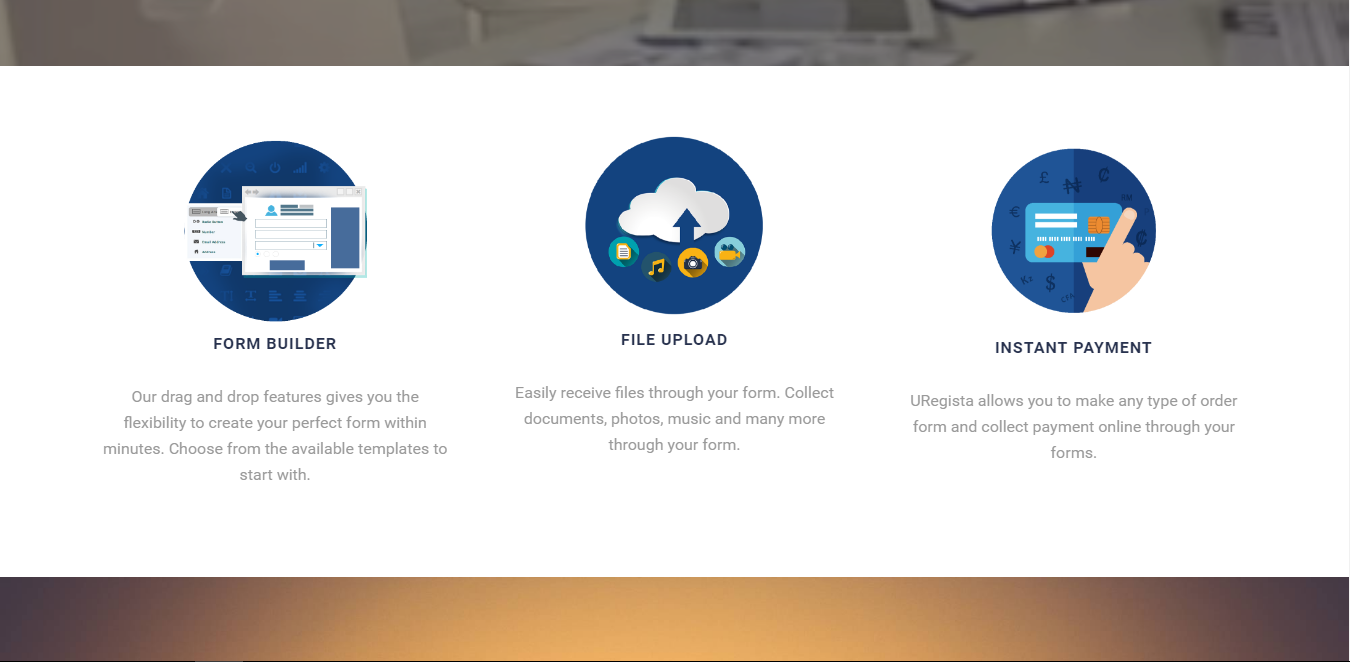 FORM BUILDER
Our drag and drop features gives you the
flexibility to create your perfect form within
minutes. Choose from the available templates to
start with.
FILE UPLOAD
Easily receive files through your form. Collect
documents, photos, music and many more
through your form.
INSTANT PAYMENT
URegista allows you to make any type of order
form and collect payment online through your
forms.